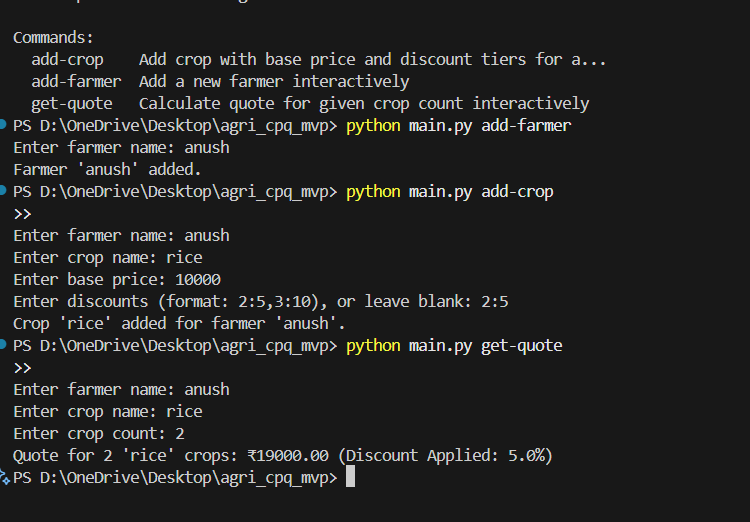 Commands:
add-crop    Add crop with base price and discount tiers for a...
add-farmer  Add a new farmer interactively
get-quote   Calculate quote for given crop count interactively
PS D:\OneDrive\Desktop\agri_cpq_mvp> python main.py add-farmer
Enter farmer name: anush
Farmer 'anush' added.
PS D:\OneDrive\Desktop\agri_cpq_mvp> python main.py add-crop
>>
Enter farmer name: anush
Enter crop name: rice
Enter base price: 10000
Enter discounts (format: 2:5,3:10), or leave blank: 2:5
Crop 'rice' added for farmer 'anush'.
PS D:\OneDrive\Desktop\agri_cpq_mvp> python main.py get-quote
>>
Enter farmer name: anush
Enter crop name: rice
Enter crop count: 2
Quote for 2 'rice' crops: ₹19000.00 (Discount Applied: 5.0%)
PS D:\OneDrive\Desktop\agri_cpq_mvp>